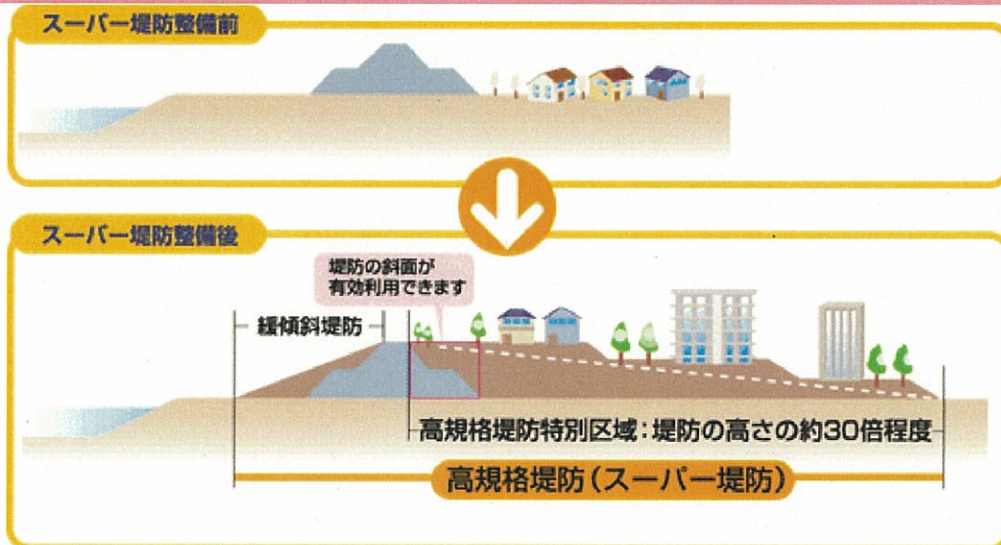 スーパー堤防整備前
スーパー堤防整備後
堤防の斜面が
有効利用できます
緩傾斜堤防
高規格堤防特別区域：堤防の高さの約30倍程度
高規格堤防（スーパー堤防）